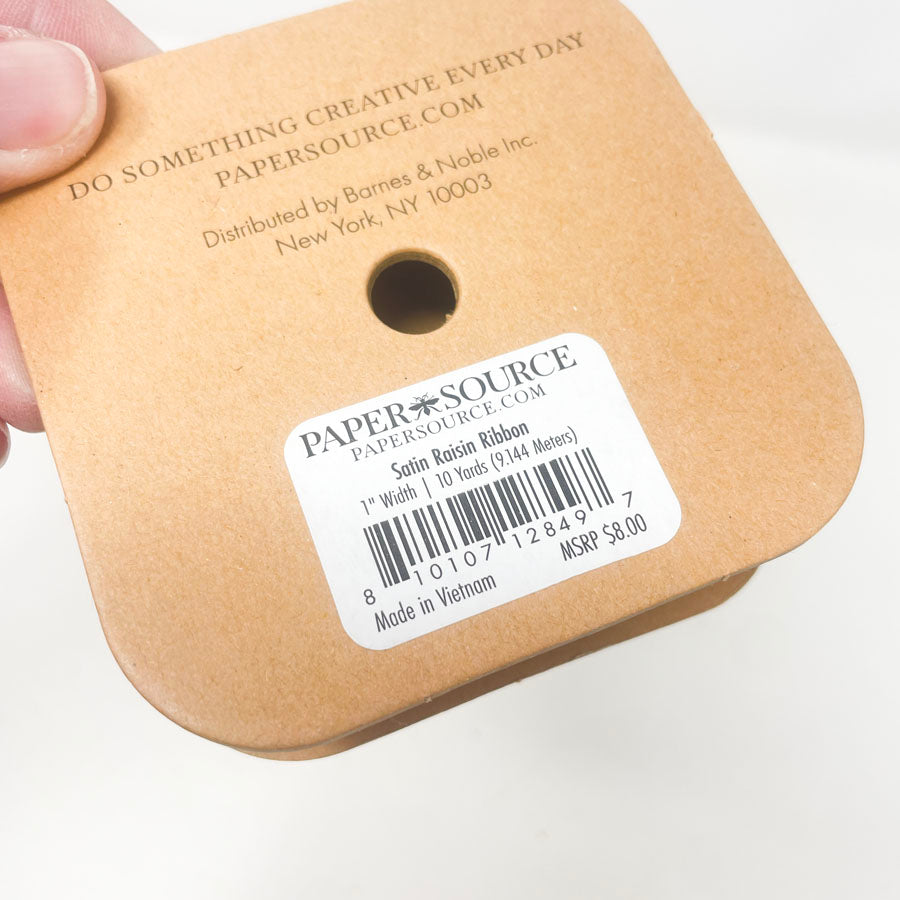 DO SOMETHING CREATIVE EVERY DAY
PAPERSOURCE.COM
Distributed by Barnes & Noble Inc.
New York, NY 10003
PAPER SOURCE
PAPERSOURCE.COM
Satin Raisin Ribbon
1" Width | 10 Yards (9.144 Meters)
8 10107 12849 7
Made in Vietnam MSRP $8.00